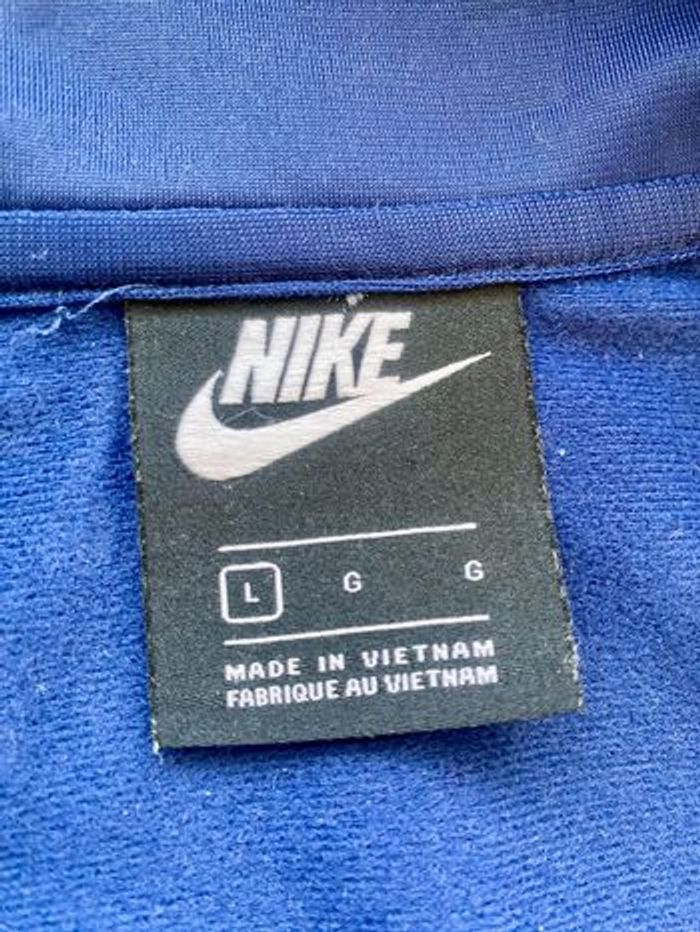 NIKE
L G G
MADE IN VIETNAM
FABRIQUE AU VIETNAM